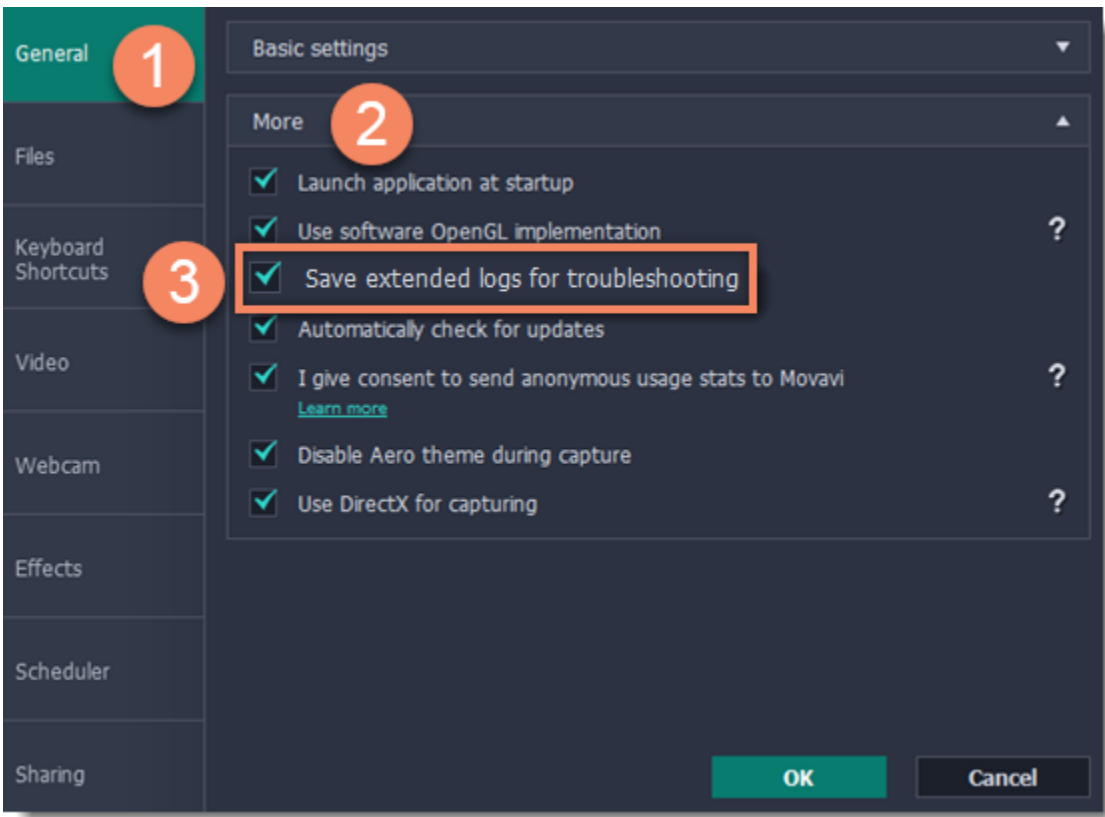 General
1
Files
Keyboard
Shortcuts
Video
Webcam
Effects
Scheduler
Sharing
Basic settings
More
2
Launch application at startup
Use software OpenGL implementation ?
3
Save extended logs for troubleshooting
Automatically check for updates
I give consent to send anonymous usage stats to Movavi ?
Learn more
Disable Aero theme during capture
Use DirectX for capturing ?
OK
Cancel